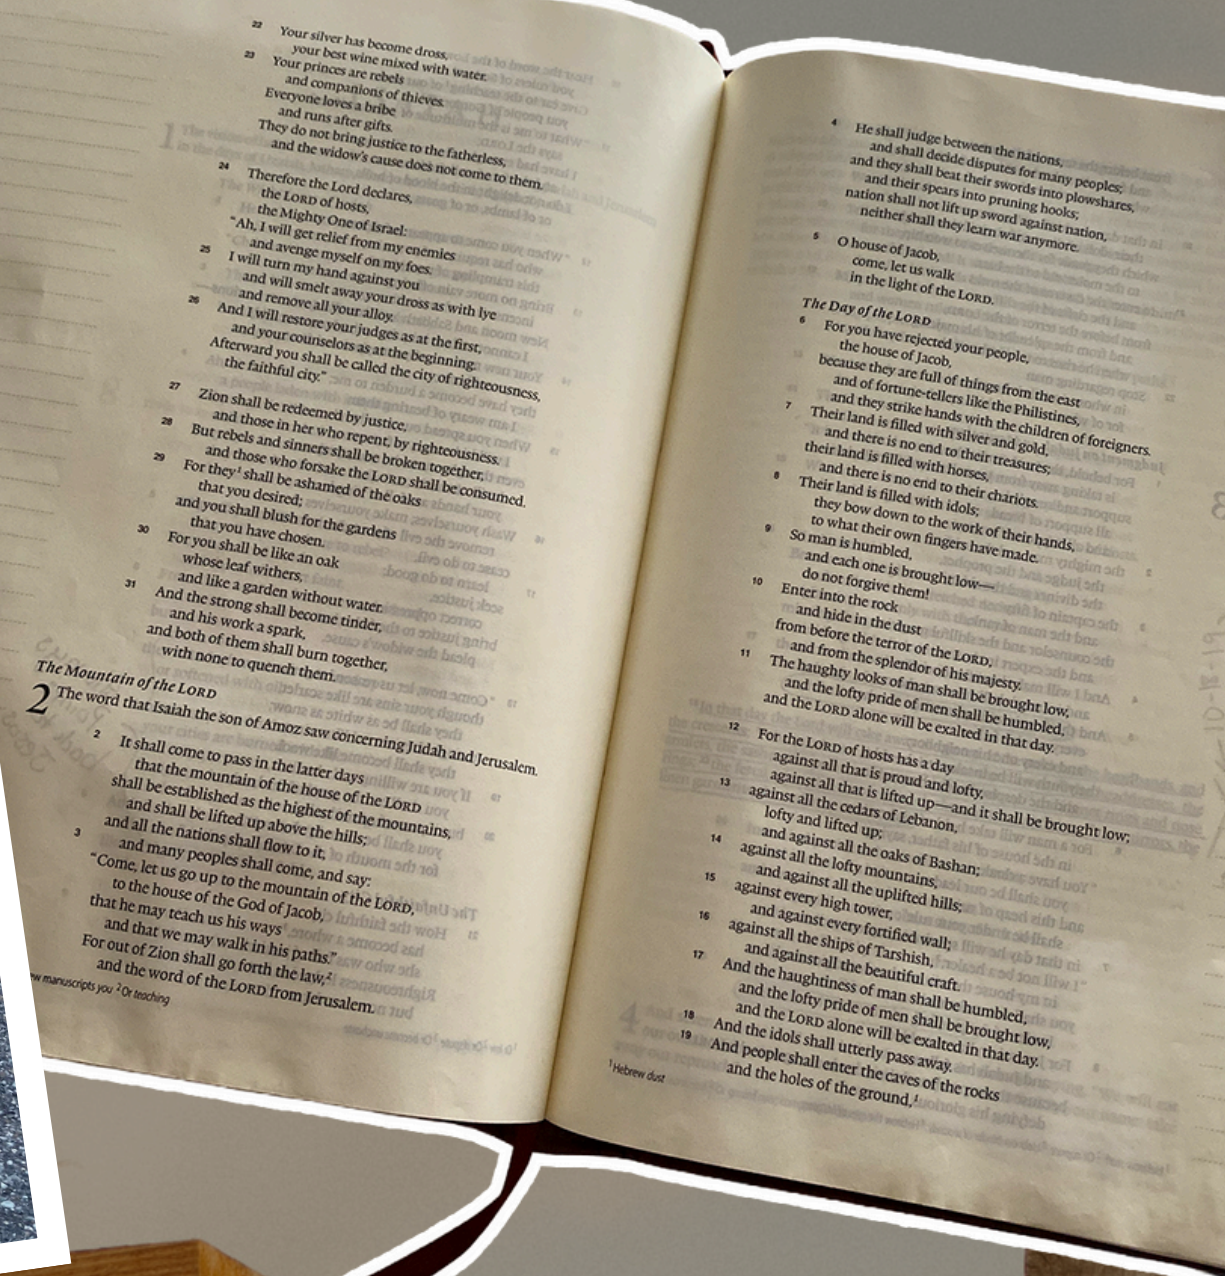 22 Your silver has become dross,
your best wine mixed with water.
23 Your princes are rebels
and companions of thieves.
Everyone loves a bribe
and runs after gifts.
They do not bring justice to the fatherless,
and the widow's cause does not come to them.
24 Therefore the Lord declares,
the LORD of hosts,
the Mighty One of Israel:
"Ah, I will get relief from my enemies
and avenge myself on my foes.
25 I will turn my hand against you
and will smelt away your dross as with lye
and remove all your alloy.
26 And I will restore your judges as at the first,
and your counselors as at the beginning.
Afterward you shall be called the city of righteousness,
the faithful city."
27 Zion shall be redeemed by justice,
and those in her who repent, by righteousness.
28 But rebels and sinners shall be broken together,
and those who forsake the LORD shall be consumed.
29 For they¹ shall be ashamed of the oaks
that you desired;
and you shall blush for the gardens
that you have chosen.
30 For you shall be like an oak
whose leaf withers,
and like a garden without water.
31 And the strong shall become tinder,
and his work a spark,
and both of them shall burn together,
with none to quench them.
The Mountain of the LORD
2 The word that Isaiah the son of Amoz saw concerning Judah and Jerusalem.
2 It shall come to pass in the latter days
that the mountain of the house of the LORD
shall be established as the highest of the mountains,
and shall be lifted up above the hills;
and all the nations shall flow to it,
3 and many peoples shall come, and say:
"Come, let us go up to the mountain of the LORD,
to the house of the God of Jacob,
that he may teach us his ways
and that we may walk in his paths."
For out of Zion shall go forth the law,²
and the word of the LORD from Jerusalem.
manuscripts you ² Or teaching
4 He shall judge between the nations,
and shall decide disputes for many peoples;
and they shall beat their swords into plowshares,
and their spears into pruning hooks;
nation shall not lift up sword against nation,
neither shall they learn war anymore.
5 O house of Jacob,
come, let us walk
in the light of the LORD.
The Day of the LORD
6 For you have rejected your people,
the house of Jacob,
because they are full of things from the east
and of fortune-tellers like the Philistines,
and they strike hands with the children of foreigners.
7 Their land is filled with silver and gold,
and there is no end to their treasures;
their land is filled with horses,
and there is no end to their chariots.
8 Their land is filled with idols;
they bow down to the work of their hands,
to what their own fingers have made.
9 So man is humbled,
and each one is brought low—
do not forgive them!
10 Enter into the rock
and hide in the dust
from before the terror of the LORD,
and from the splendor of his majesty.
11 The haughty looks of man shall be brought low,
and the lofty pride of men shall be humbled,
and the LORD alone will be exalted in that day.
12 For the LORD of hosts has a day
against all that is proud and lofty,
against all that is lifted up—and it shall be brought low;
13 against all the cedars of Lebanon,
lofty and lifted up;
and against all the oaks of Bashan;
14 against all the lofty mountains,
and against all the uplifted hills;
15 against every high tower,
and against every fortified wall;
16 against all the ships of Tarshish,
and against all the beautiful craft.
17 And the haughtiness of man shall be humbled,
and the lofty pride of men shall be brought low,
and the LORD alone will be exalted in that day.
18 And the idols shall utterly pass away.
19 And people shall enter the caves of the rocks
and the holes of the ground,¹
¹ Hebrew dust